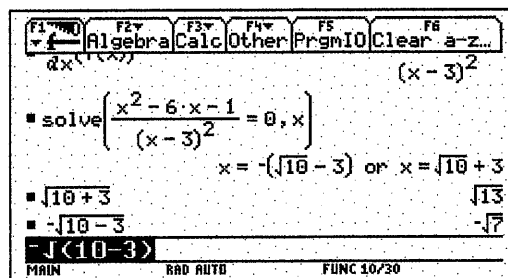 F1 F2 F3 F4 F5 F6
Algebra Calc Other PrgmIO Clear a-z…
dx(f(x)) (x − 3)²
▪ solve((x² − 6·x − 1)/(x − 3)² = 0, x)
x = -(√10 − 3) or x = √10 + 3
▪ √10 + 3 √13
▪ -√10 − 3 -√7
-√(10-3)
MAIN RAD AUTO FUNC 10/30